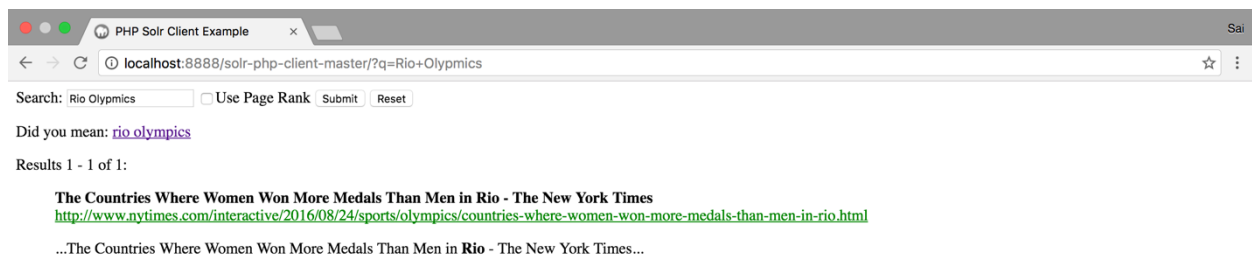 PHP Solr Client Example
Sai
localhost:8888/solr-php-client-master/?q=Rio+Olypmics
Search: Rio Olypmics Use Page Rank Submit Reset
Did you mean: rio olympics
Results 1 - 1 of 1:
The Countries Where Women Won More Medals Than Men in Rio - The New York Times
http://www.nytimes.com/interactive/2016/08/24/sports/olympics/countries-where-women-won-more-medals-than-men-in-rio.html
...The Countries Where Women Won More Medals Than Men in Rio - The New York Times...